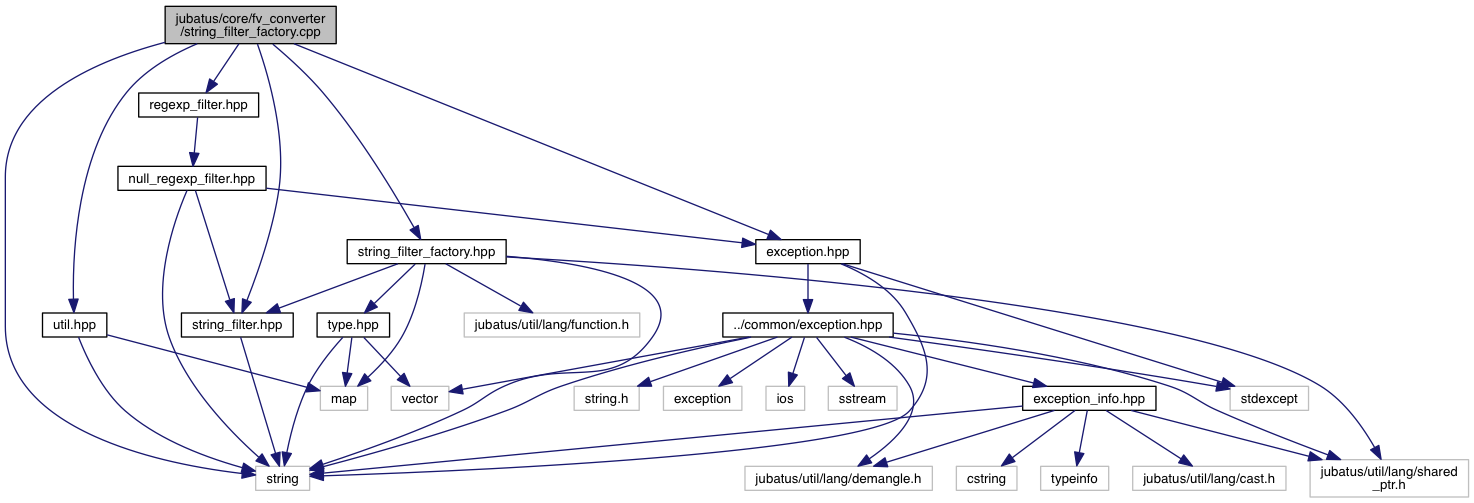 jubatus/core/fv_converter
/string_filter_factory.cpp
regexp_filter.hpp
null_regexp_filter.hpp
string_filter_factory.hpp
exception.hpp
util.hpp
string_filter.hpp
type.hpp
jubatus/util/lang/function.h
../common/exception.hpp
map
vector
string.h
exception
ios
sstream
exception_info.hpp
stdexcept
string
jubatus/util/lang/demangle.h
cstring
typeinfo
jubatus/util/lang/cast.h
jubatus/util/lang/shared
_ptr.h